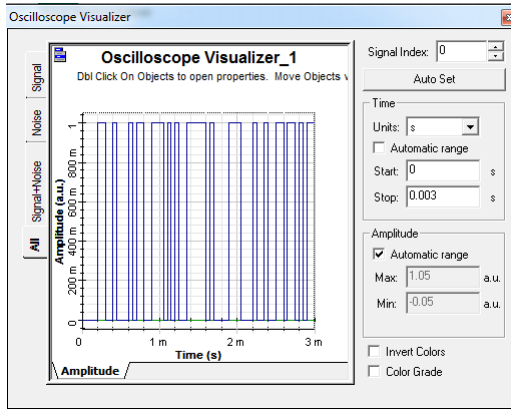 Oscilloscope Visualizer
Signal
Noise
Signal+Noise
All
Oscilloscope Visualizer_1
Dbl Click On Objects to open properties. Move Objects v
Amplitude (a.u.)
1
800 m
600 m
400 m
200 m
0
0 1 m 2 m 3 m
Time (s)
Amplitude
Signal Index: 0
Auto Set
Time
Units: s
Automatic range
Start: 0 s
Stop: 0.003 s
Amplitude
Automatic range
Max: 1.05 a.u.
Min: -0.05 a.u.
Invert Colors
Color Grade